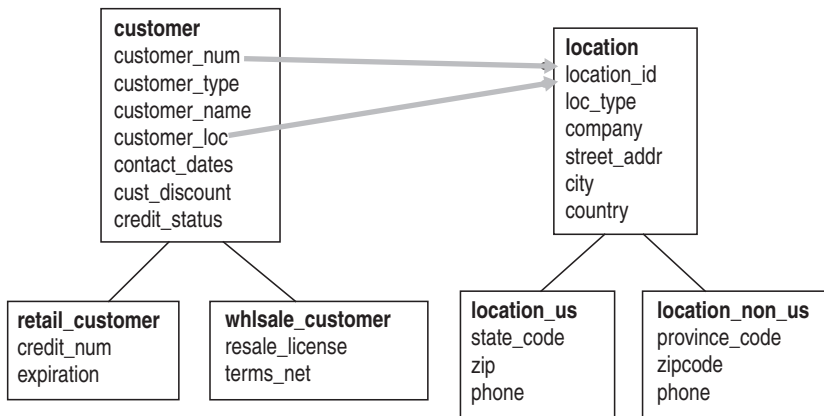 customer
customer_num
customer_type
customer_name
customer_loc
contact_dates
cust_discount
credit_status
location
location_id
loc_type
company
street_addr
city
country
retail_customer
credit_num
expiration
whlsale_customer
resale_license
terms_net
location_us
state_code
zip
phone
location_non_us
province_code
zipcode
phone